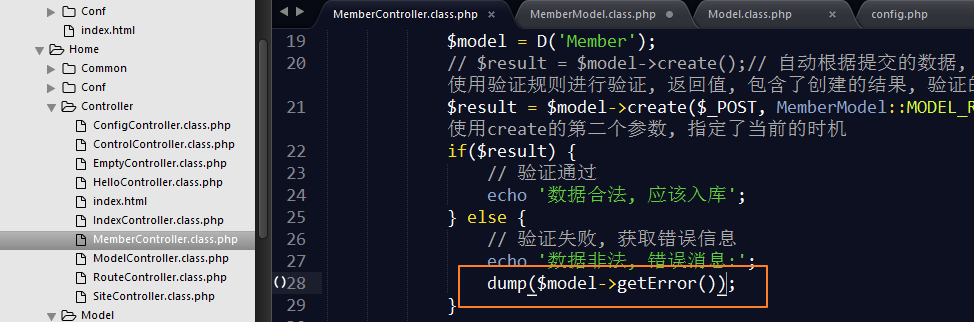 Conf
index.html
Home
Common
Conf
Controller
ConfigController.class.php
ControlController.class.php
EmptyController.class.php
HelloController.class.php
index.html
IndexController.class.php
MemberController.class.php
ModelController.class.php
RouteController.class.php
SiteController.class.php
Model
MemberController.class.php
MemberModel.class.php
Model.class.php
config.php
19 $model = D('Member');
20 // $result = $model->create();// 自动根据提交的数据,
使用验证规则进行验证, 返回值, 包含了创建的结果, 验证的
21 $result = $model->create($_POST, MemberModel::MODEL_R
使用create的第二个参数, 指定了当前的时机
22 if($result) {
23 // 验证通过
24 echo '数据合法, 应该入库';
25 } else {
26 // 验证失败, 获取错误信息
27 echo '数据非法, 错误消息:';
28 dump($model->getError());
29 }